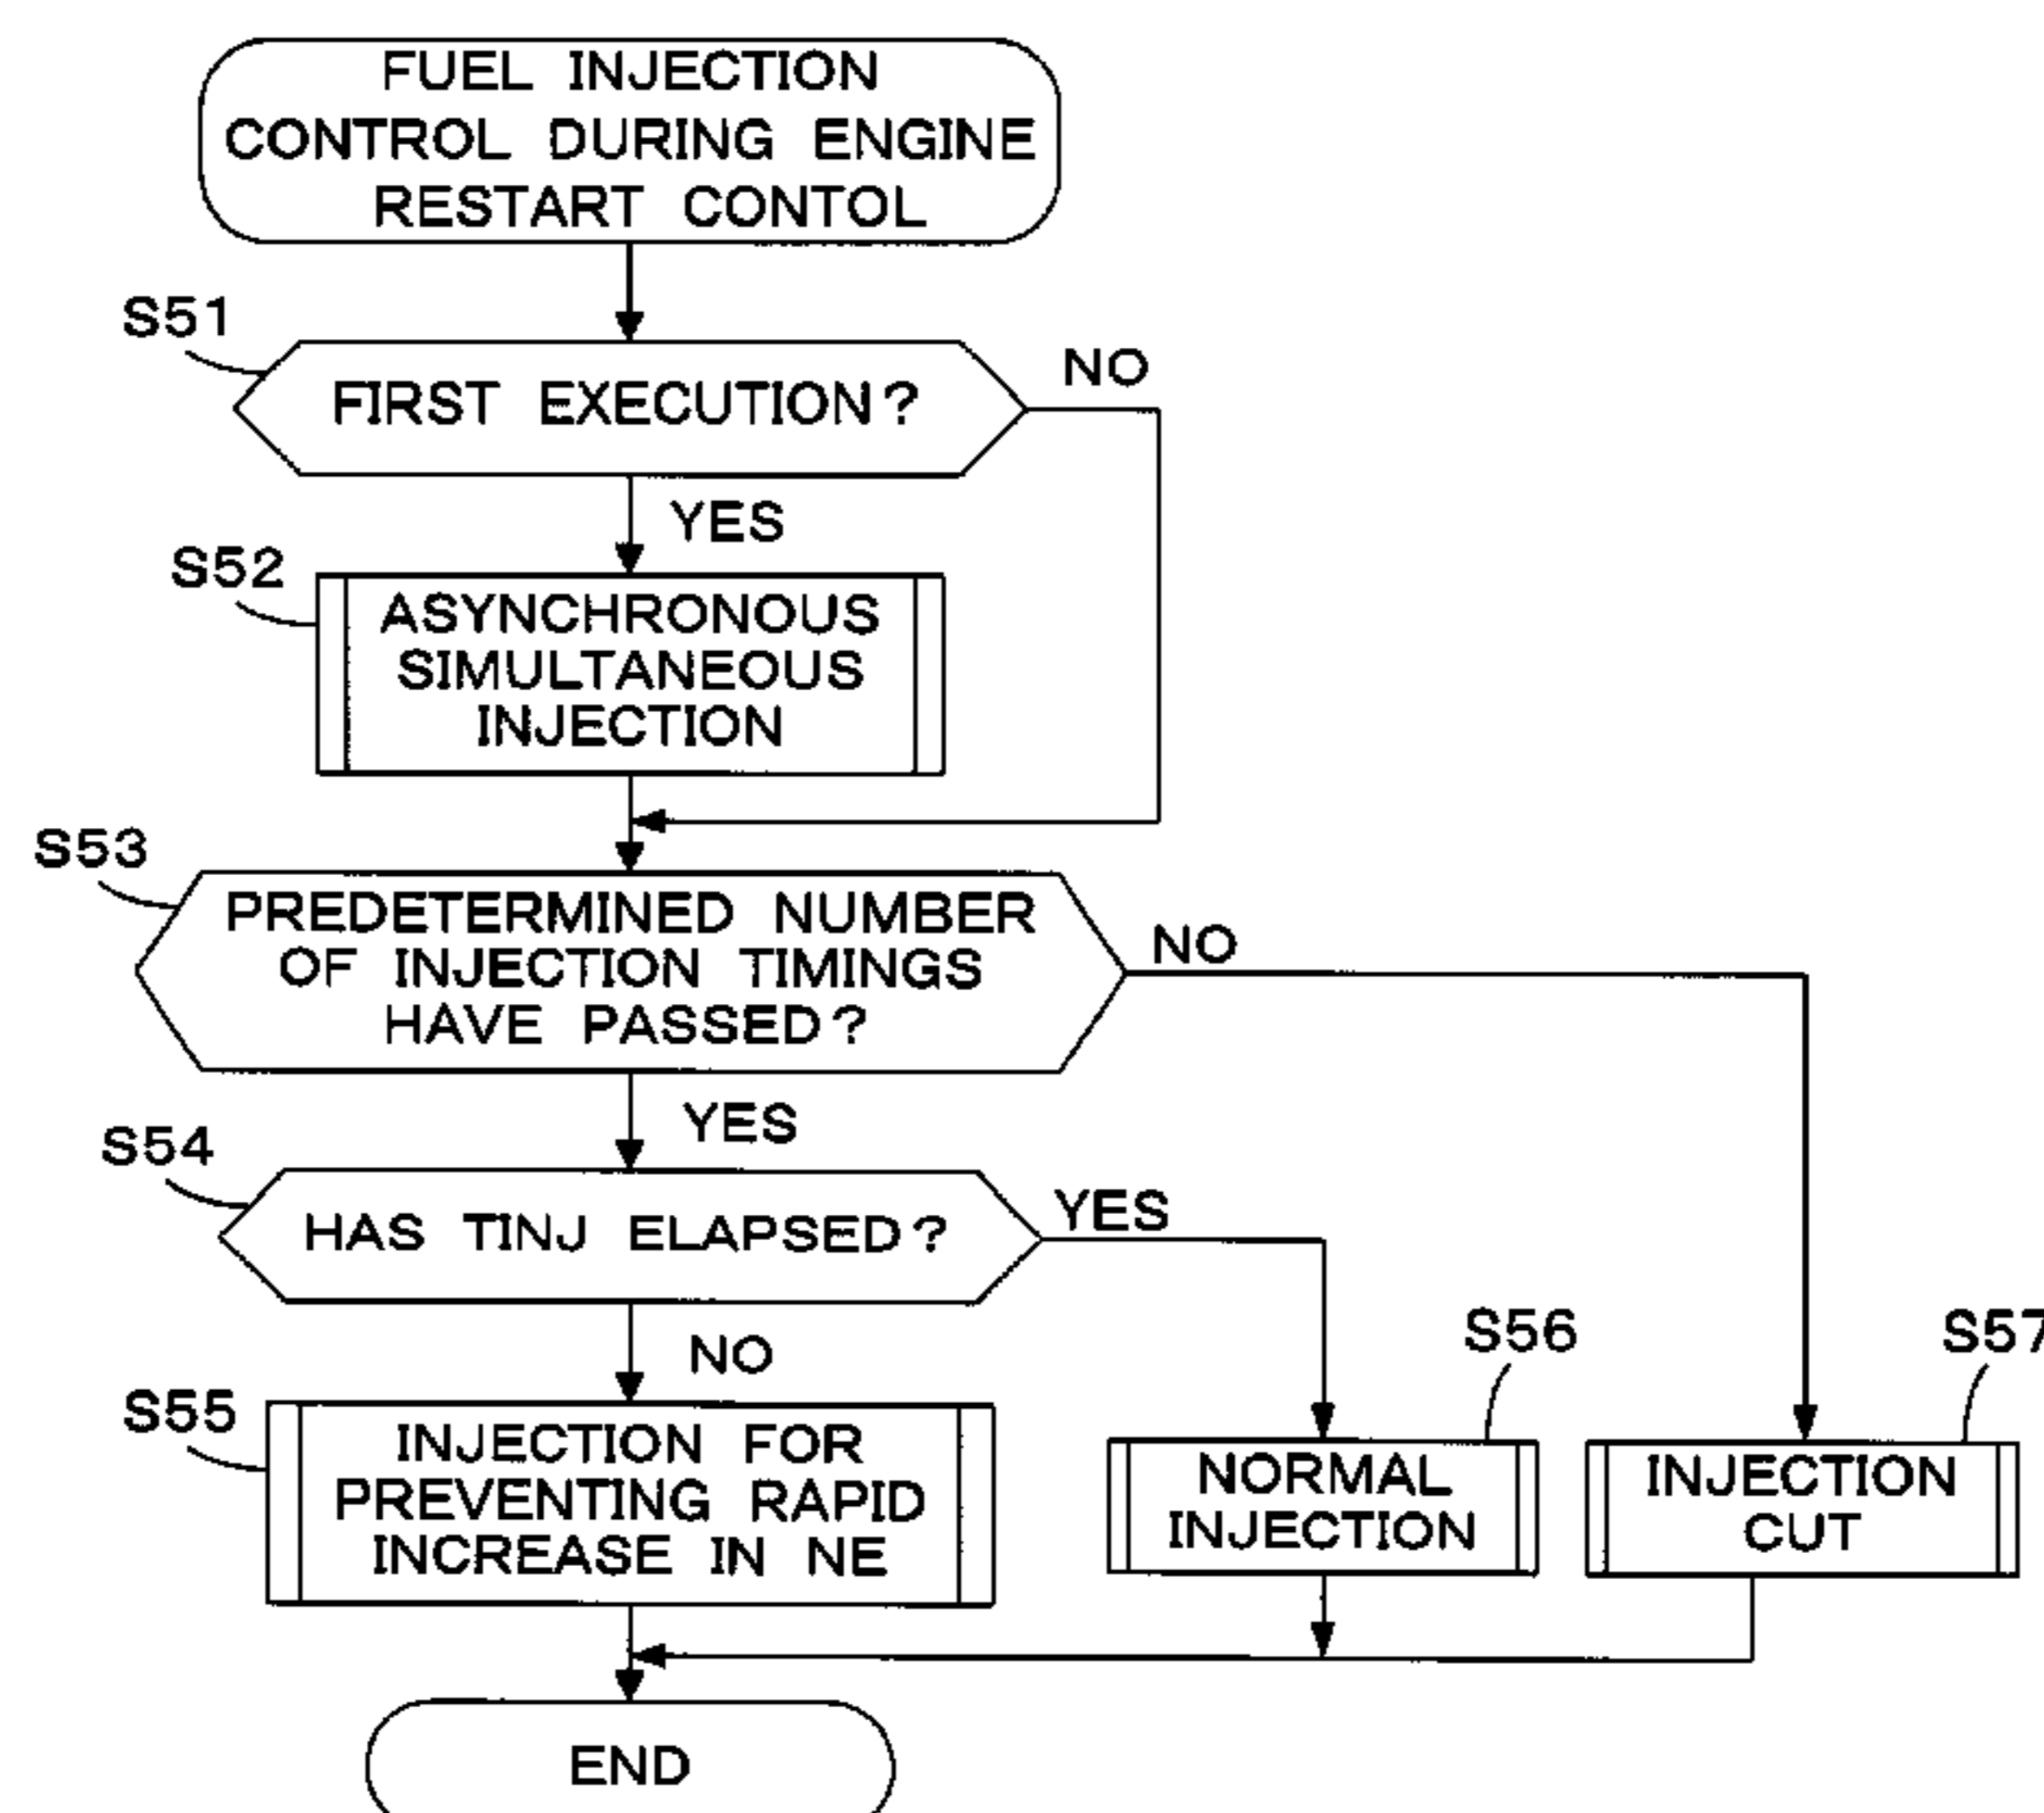 FUEL INJECTION
CONTROL DURING ENGINE
RESTART CONTOL
S51
FIRST EXECUTION?
NO
YES
S52
ASYNCHRONOUS
SIMULTANEOUS
INJECTION
S53
PREDETERMINED NUMBER
OF INJECTION TIMINGS
HAVE PASSED?
NO
YES
S54
HAS TINJ ELAPSED?
YES
NO
S55
INJECTION FOR
PREVENTING RAPID
INCREASE IN NE
S56
NORMAL
INJECTION
S57
INJECTION
CUT
END